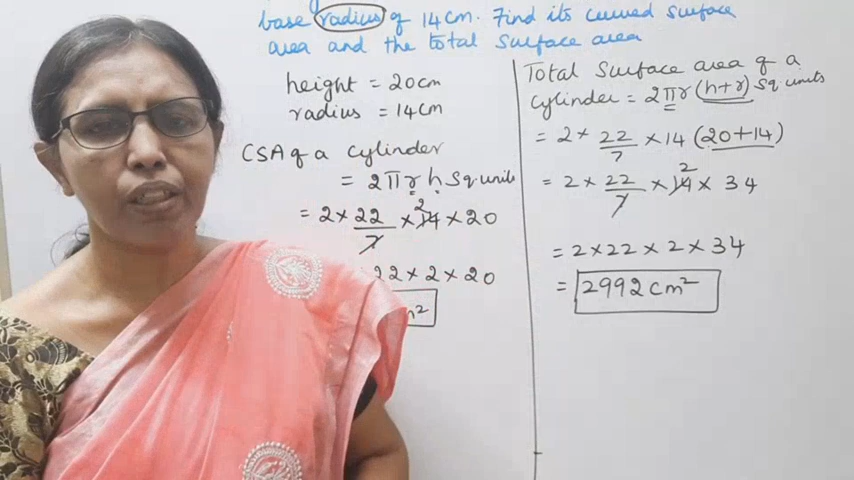 base radius of 14cm. Find its curved surface
area and the total surface area
height = 20cm
radius = 14cm
CSA of a cylinder
= 2πrh Sq.units
= 2 × 22/7 × 14 2 × 20
22 × 2 × 20
m²
Total Surface area of a
cylinder = 2πr (h+r) sq.units
= 2 × 22/7 × 14 (20+14)
= 2 × 22/7 × 14 2 × 34
= 2 × 22 × 2 × 34
= 2992 cm²